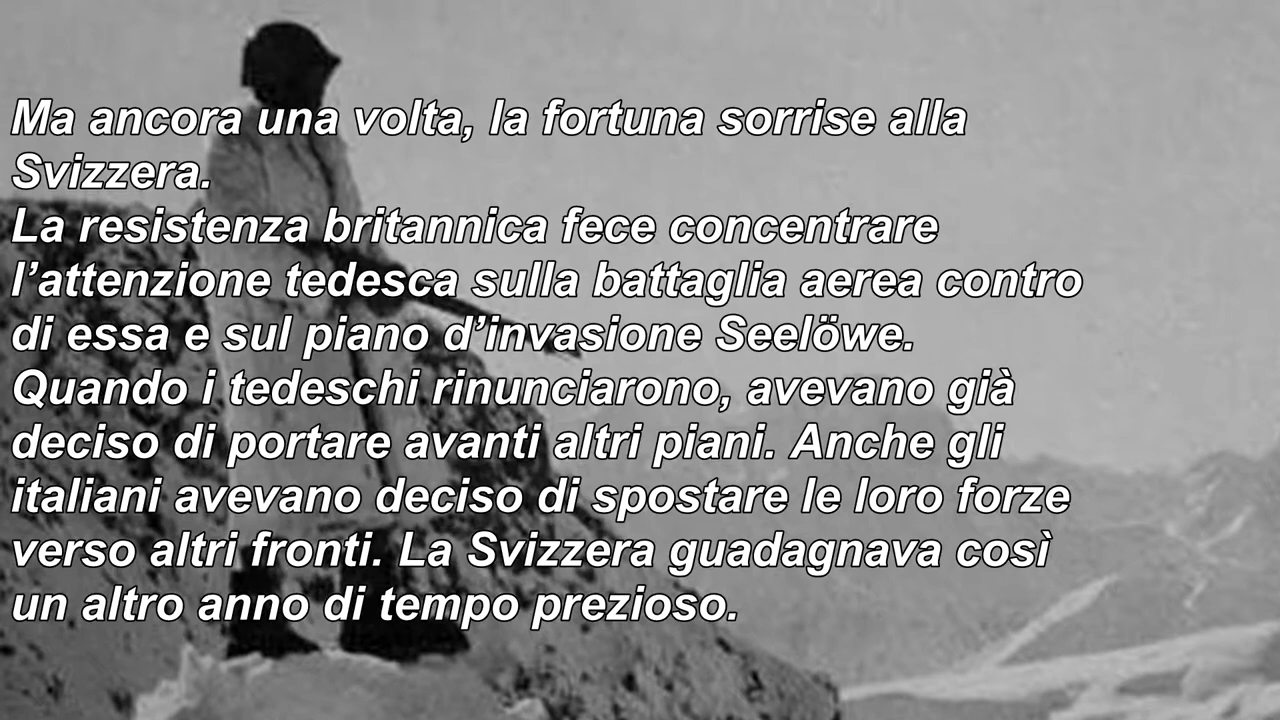 Ma ancora una volta, la fortuna sorrise alla
Svizzera.
La resistenza britannica fece concentrare
l’attenzione tedesca sulla battaglia aerea contro
di essa e sul piano d’invasione Seelöwe.
Quando i tedeschi rinunciarono, avevano già
deciso di portare avanti altri piani. Anche gli
italiani avevano deciso di spostare le loro forze
verso altri fronti. La Svizzera guadagnava così
un altro anno di tempo prezioso.